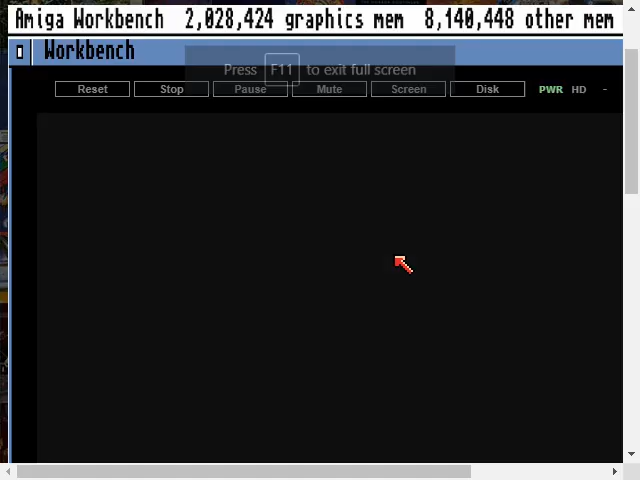 Amiga Workbench 2,028,424 graphics mem 8,140,448 other mem
Workbench
Press F11 to exit full screen
Reset Stop Pause Mute Screen Disk PWR HD -